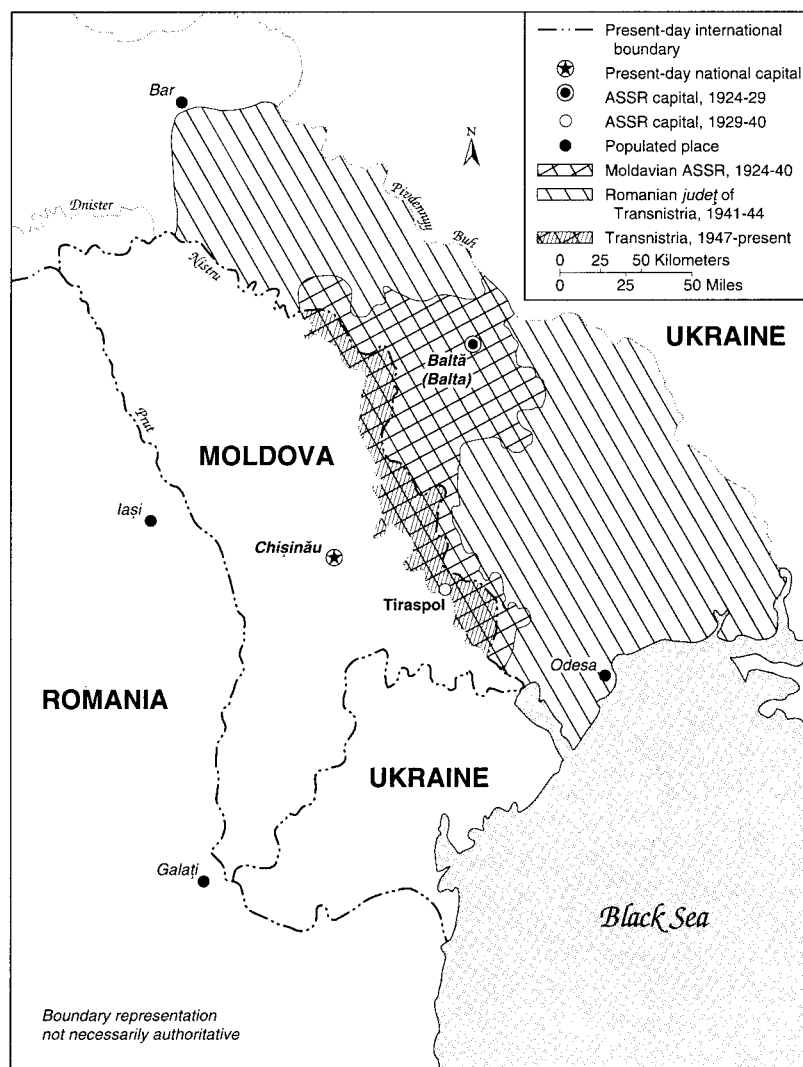 Present-day international
boundary
Present-day national capital
ASSR capital, 1924-29
ASSR capital, 1929-40
Populated place
Moldavian ASSR, 1924-40
Romanian județ of
Transnistria, 1941-44
Transnistria, 1947-present
0 25 50 Kilometers
0 25 50 Miles
Bar
N
Dnister
Pivdennyy
Buh
Nistru
UKRAINE
Baltă
(Balta)
Prut
MOLDOVA
Iași
Chișinău
Tiraspol
Odesa
ROMANIA
UKRAINE
Galați
Black Sea
Boundary representation
not necessarily authoritative